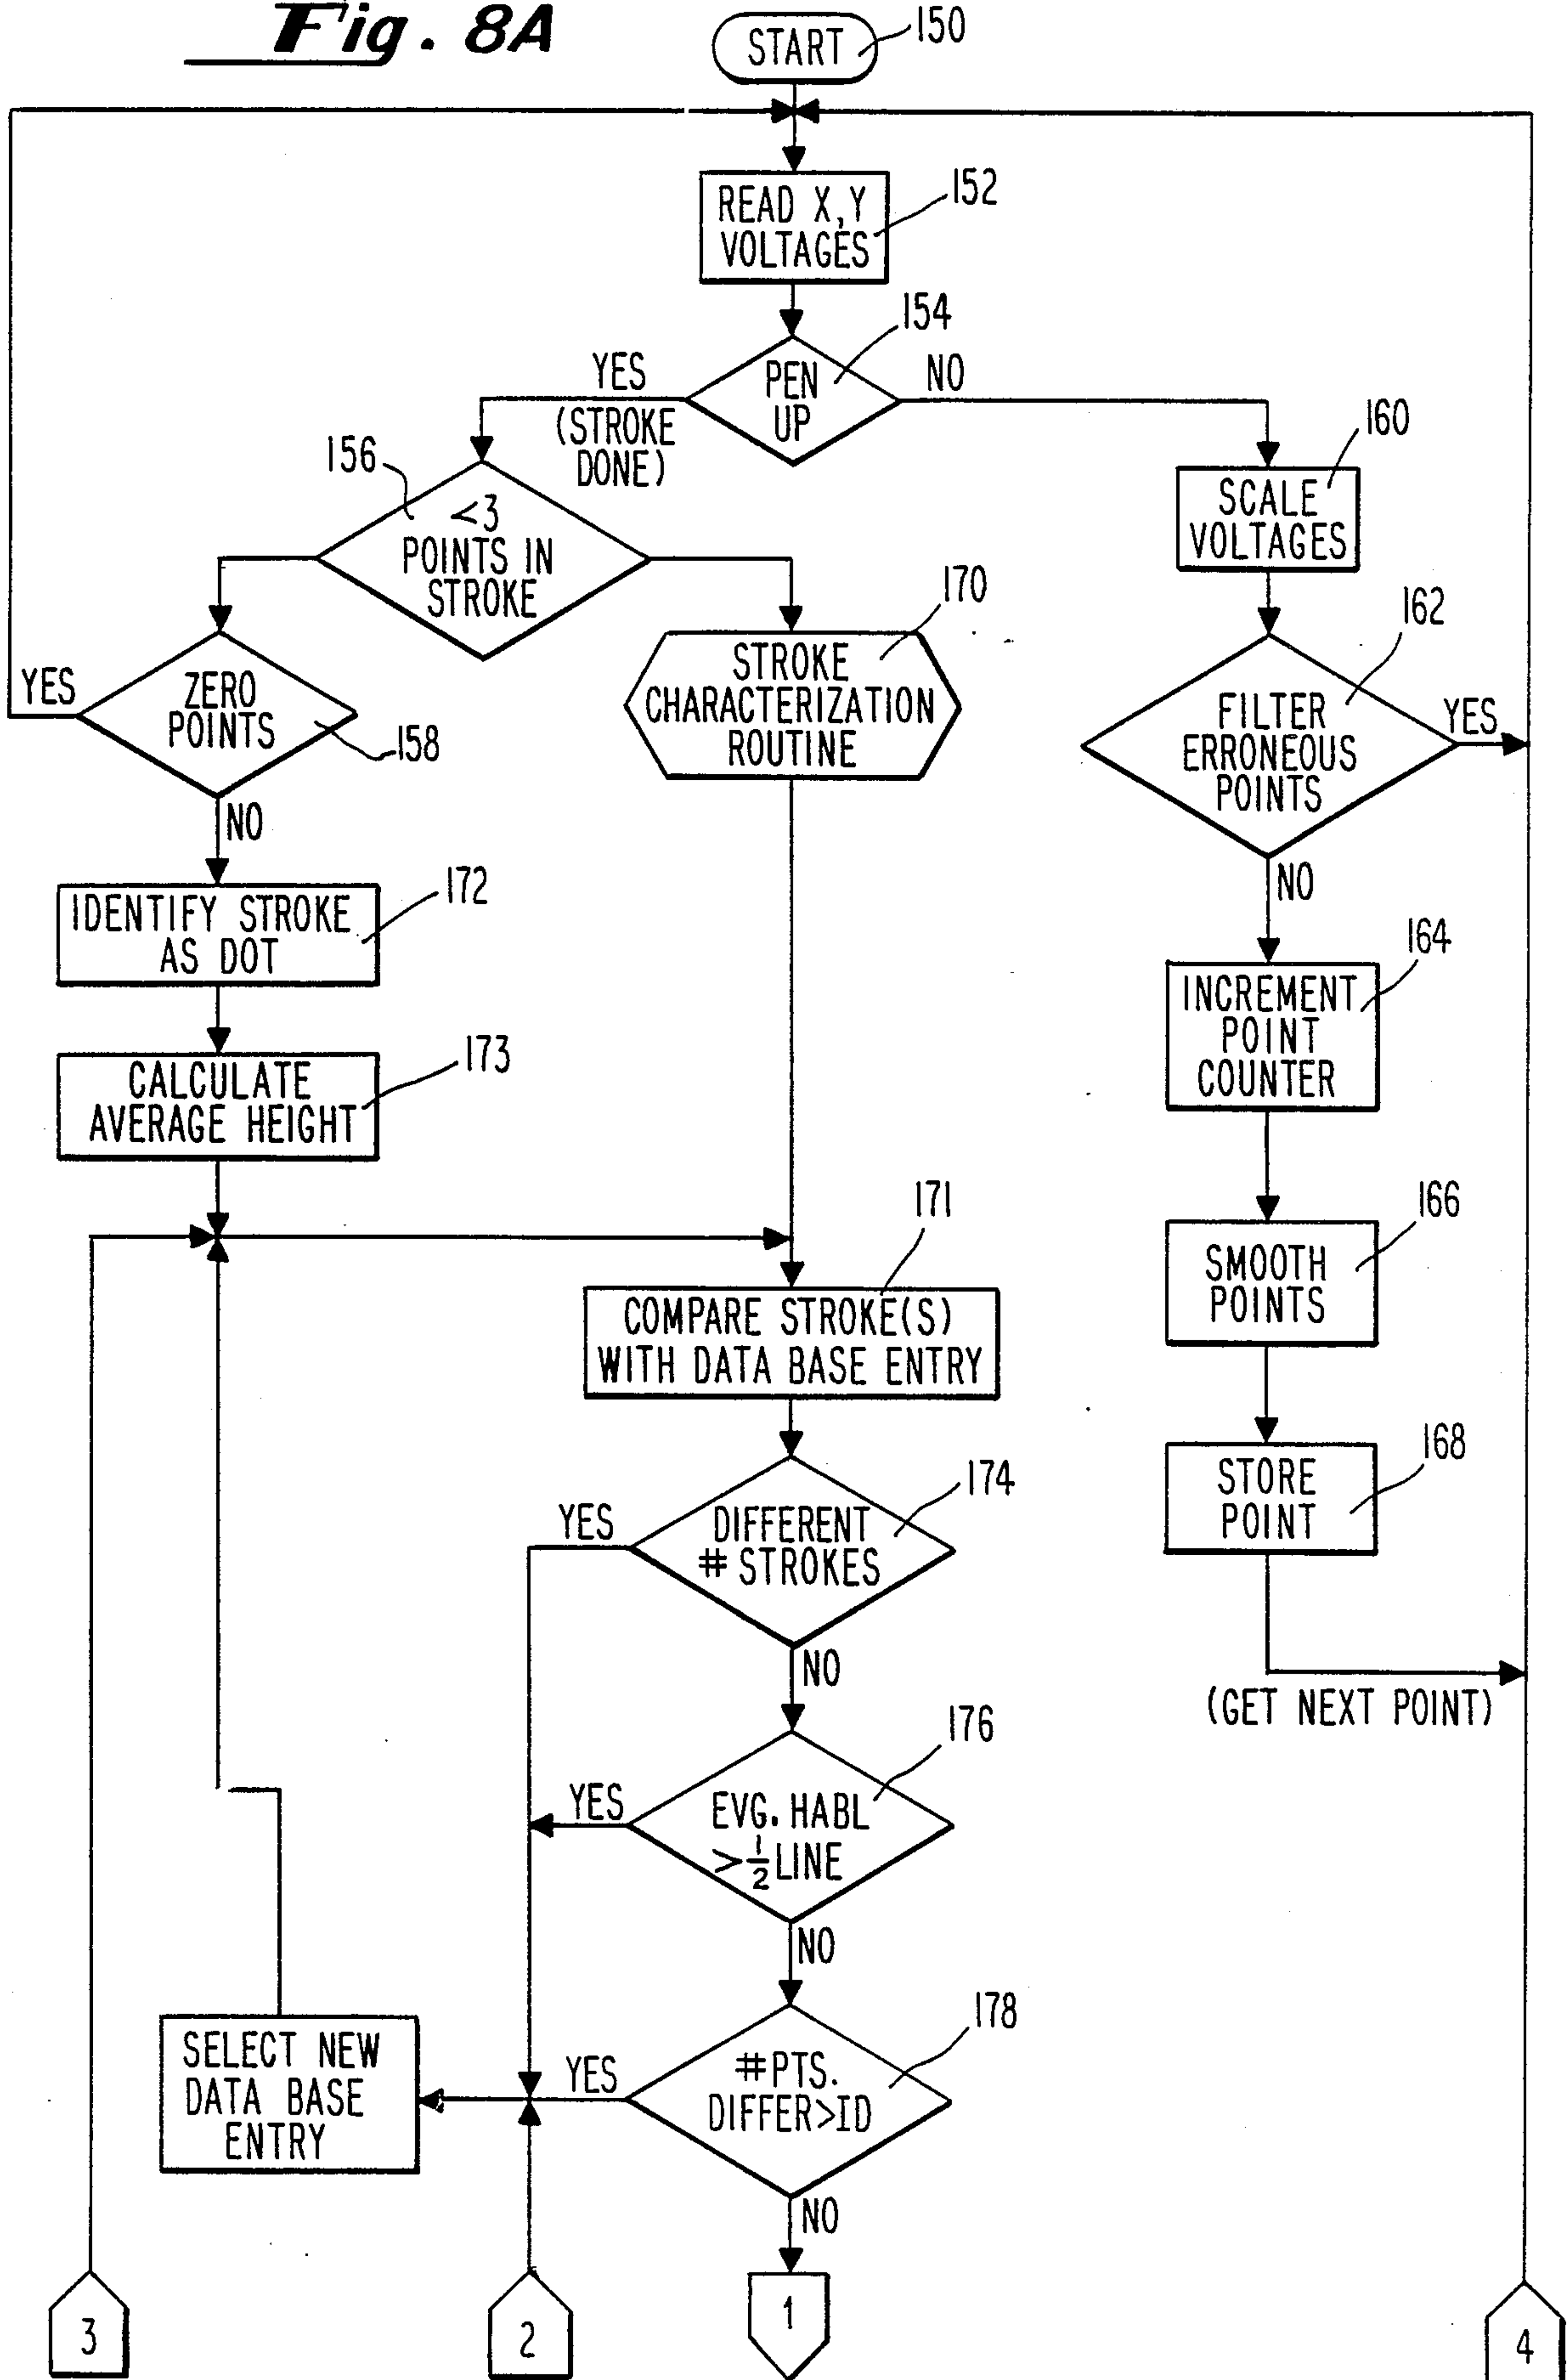 Fig. 8A
START
150
READ X,Y
VOLTAGES
152
154
PEN
UP
YES
(STROKE
DONE)
NO
156
<3
POINTS IN
STROKE
160
SCALE
VOLTAGES
170
STROKE
CHARACTERIZATION
ROUTINE
162
FILTER
ERRONEOUS
POINTS
YES
NO
YES
ZERO
POINTS
158
NO
172
IDENTIFY STROKE
AS DOT
173
CALCULATE
AVERAGE HEIGHT
164
INCREMENT
POINT
COUNTER
166
SMOOTH
POINTS
168
STORE
POINT
(GET NEXT POINT)
171
COMPARE STROKE(S)
WITH DATA BASE ENTRY
174
DIFFERENT
# STROKES
YES
NO
176
EVG. HABL
>1/2 LINE
YES
NO
178
#PTS.
DIFFER>ID
YES
NO
SELECT NEW
DATA BASE
ENTRY
3
2
1
4